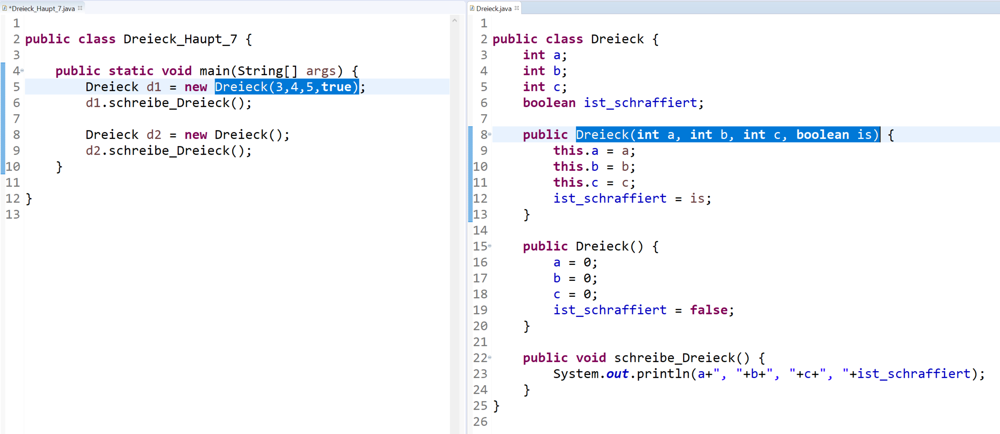 *Dreieck_Haupt_7.java
1
2 public class Dreieck_Haupt_7 {
3
4 public static void main(String[] args) {
5 Dreieck d1 = new Dreieck(3,4,5,true);
6 d1.schreibe_Dreieck();
7
8 Dreieck d2 = new Dreieck();
9 d2.schreibe_Dreieck();
10 }
11
12 }
13
Dreieck.java
1
2 public class Dreieck {
3 int a;
4 int b;
5 int c;
6 boolean ist_schraffiert;
7
8 public Dreieck(int a, int b, int c, boolean is) {
9 this.a = a;
10 this.b = b;
11 this.c = c;
12 ist_schraffiert = is;
13 }
14
15 public Dreieck() {
16 a = 0;
17 b = 0;
18 c = 0;
19 ist_schraffiert = false;
20 }
21
22 public void schreibe_Dreieck() {
23 System.out.println(a+", "+b+", "+c+", "+ist_schraffiert);
24 }
25 }
26